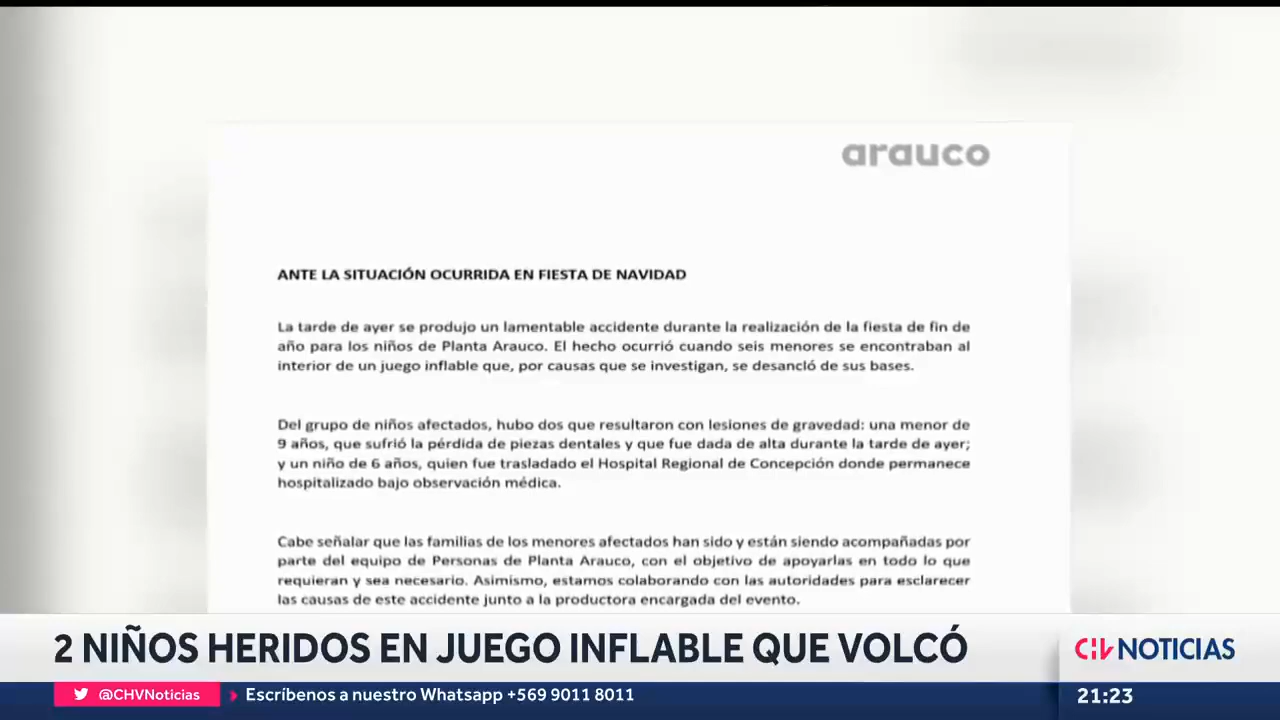 arauco
ANTE LA SITUACIÓN OCURRIDA EN FIESTA DE NAVIDAD
La tarde de ayer se produjo un lamentable accidente durante la realización de la fiesta de fin de
año para los niños de Planta Arauco. El hecho ocurrió cuando seis menores se encontraban al
interior de un juego inflable que, por causas que se investigan, se desancló de sus bases.
Del grupo de niños afectados, hubo dos que resultaron con lesiones de gravedad: una menor de
9 años, que sufrió la pérdida de piezas dentales y que fue dada de alta durante la tarde de ayer;
y un niño de 6 años, quien fue trasladado el Hospital Regional de Concepción donde permanece
hospitalizado bajo observación médica.
Cabe señalar que las familias de los menores afectados han sido y están siendo acompañadas por
parte del equipo de Personas de Planta Arauco, con el objetivo de apoyarlas en todo lo que
requieran y sea necesario. Asimismo, estamos colaborando con las autoridades para esclarecer
las causas de este accidente junto a la productora encargada del evento.
2 NIÑOS HERIDOS EN JUEGO INFLABLE QUE VOLCÓ
CHV NOTICIAS
@CHVNoticias
Escríbenos a nuestro Whatsapp +569 9011 8011
21:23